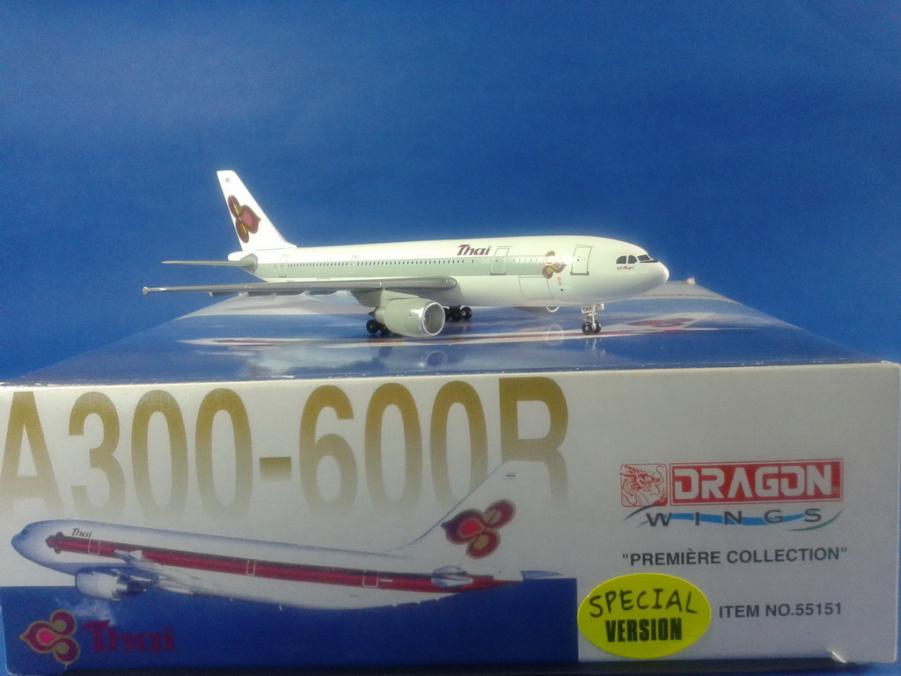 Thai
A300-600R
Thai
DRAGON
WINGS
"PREMIÈRE COLLECTION"
SPECIAL
VERSION
ITEM NO.55151
Thai